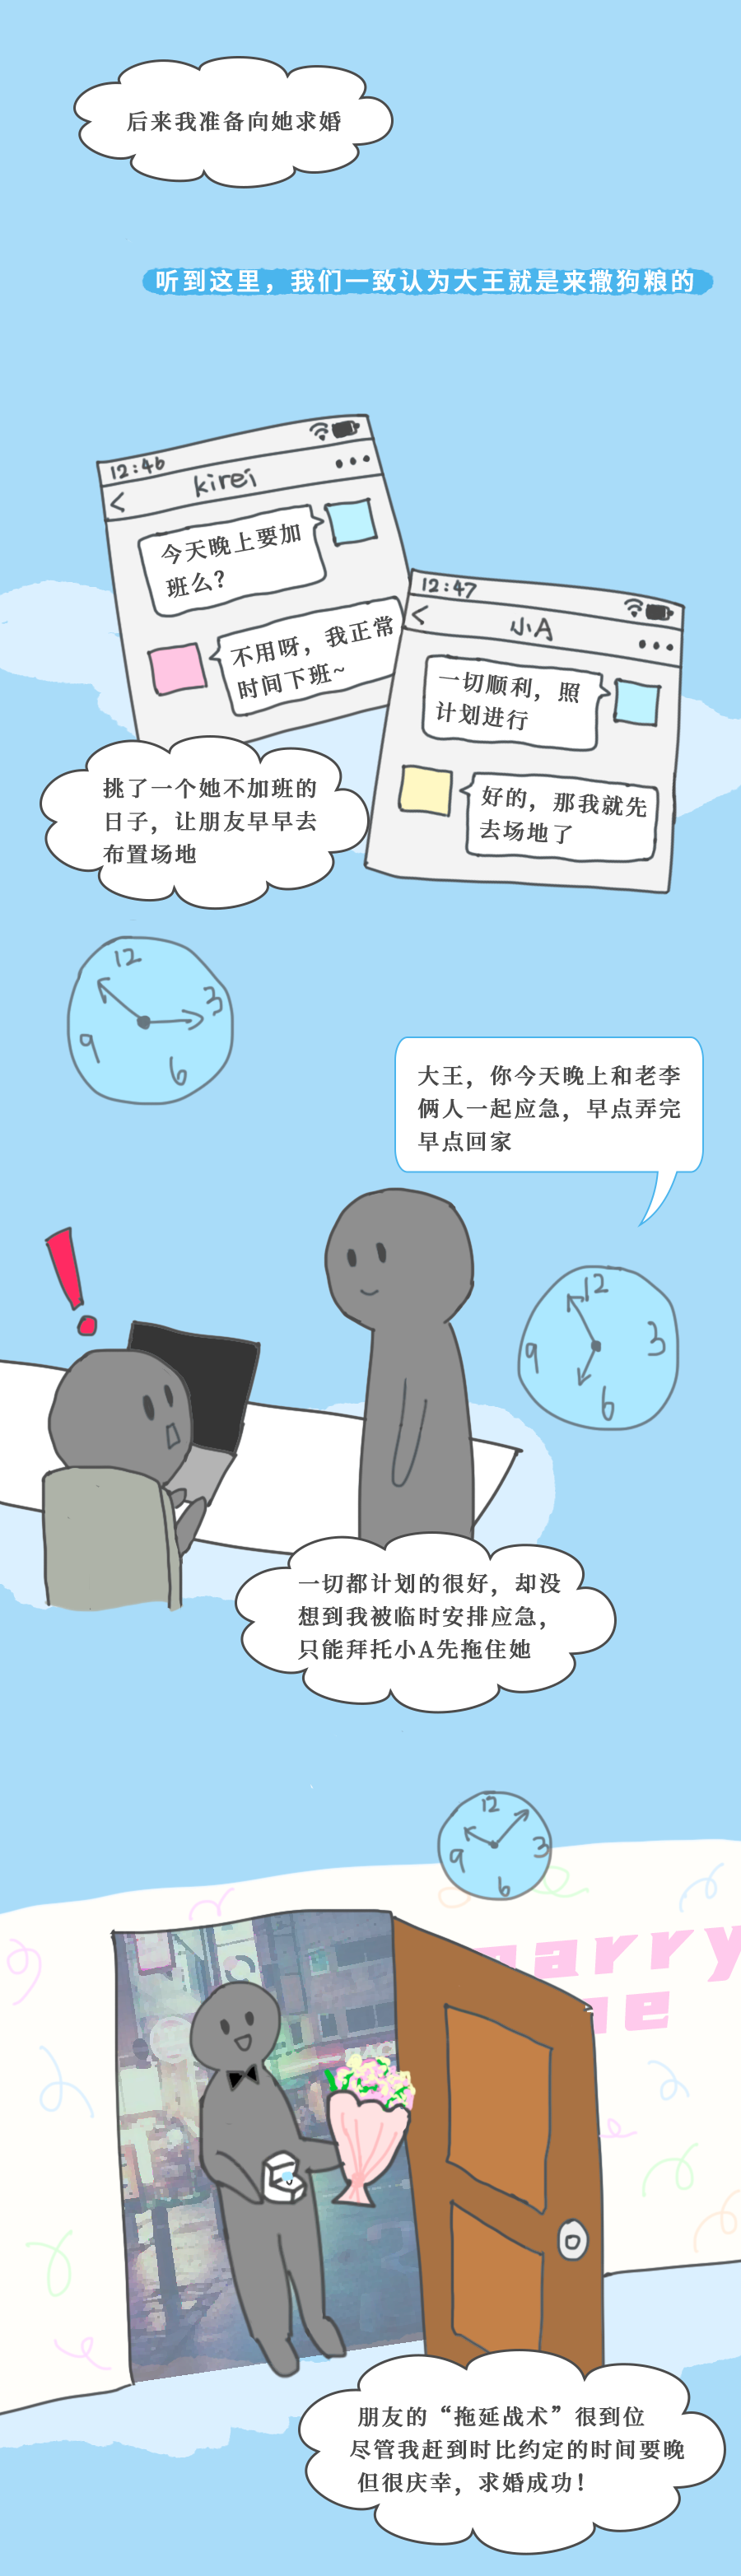 后来我准备向她求婚
听到这里，我们一致认为大王就是来撒狗粮的
12:46
kirei
今天晚上要加
班么？
不用呀，我正常
时间下班~
12:47
小A
一切顺利，照
计划进行
好的，那我就先
去场地了
挑了一个她不加班的
日子，让朋友早早去
布置场地
12
3
9
6
大王，你今天晚上和老李
俩人一起应急，早点弄完
早点回家
12
3
9
6
一切都计划的很好，却没
想到我被临时安排应急，
只能拜托小A先拖住她
12
3
9
6
arry
e
朋友的“拖延战术”很到位
尽管我赶到时比约定的时间要晚
但很庆幸，求婚成功！